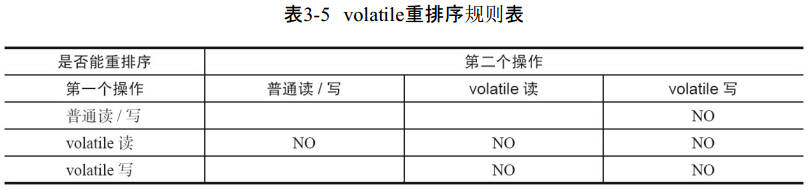 表3-5 volatile重排序规则表
是否能重排序 第二个操作
第一个操作 普通读 / 写 volatile 读 volatile 写
普通读 / 写 NO
volatile 读 NO NO NO
volatile 写 NO NO